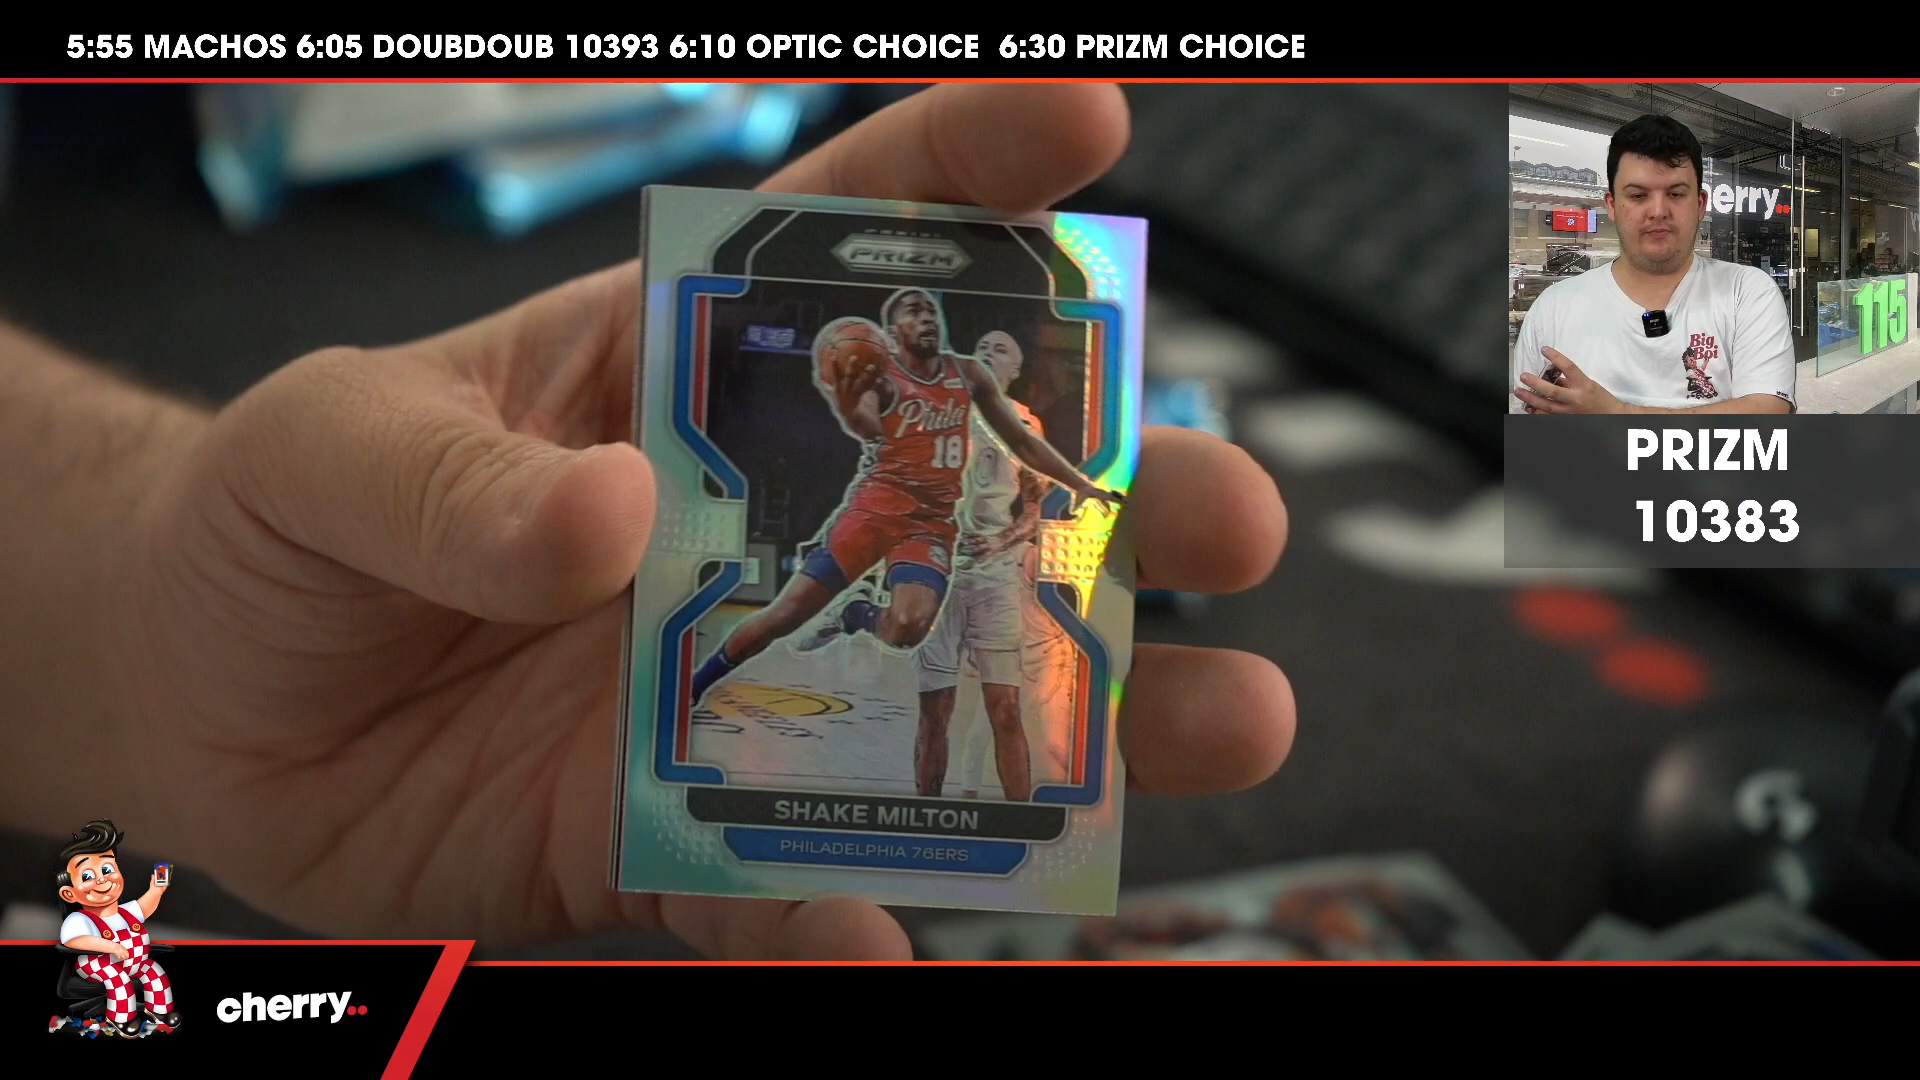 5:55 MACHOS 6:05 DOUBDOUB 10393 6:10 OPTIC CHOICE 6:30 PRIZM CHOICE
PRIZM
Phila
18
SHAKE MILTON
PHILADELPHIA 76ERS
cherry..
115
Big
Boi
PRIZM
10383
cherry..